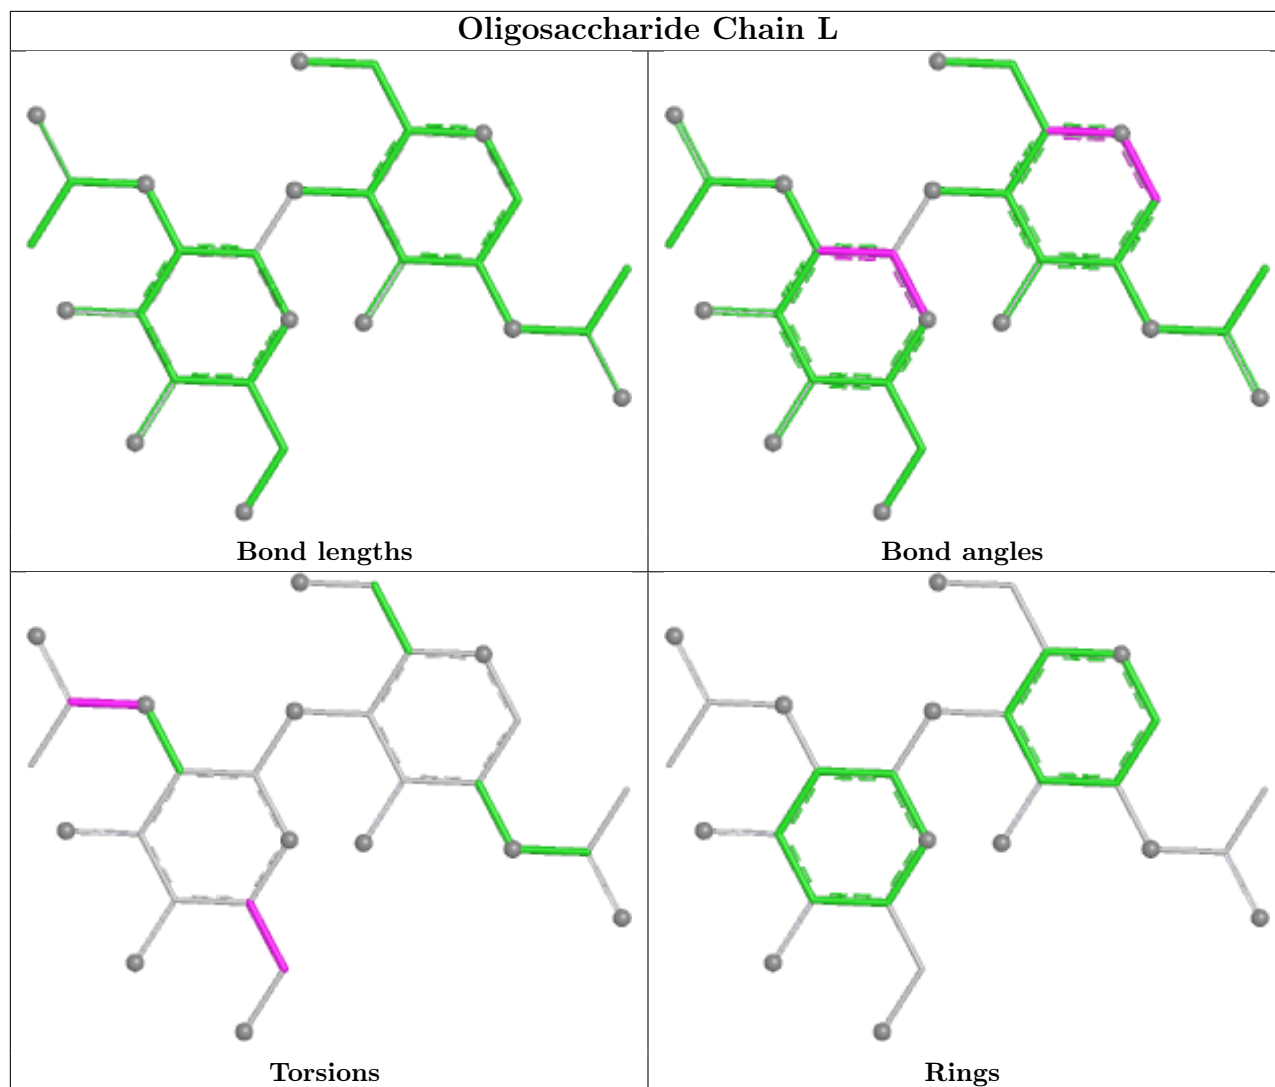 Oligosaccharide Chain L
Bond lengths
Bond angles
Torsions
Rings